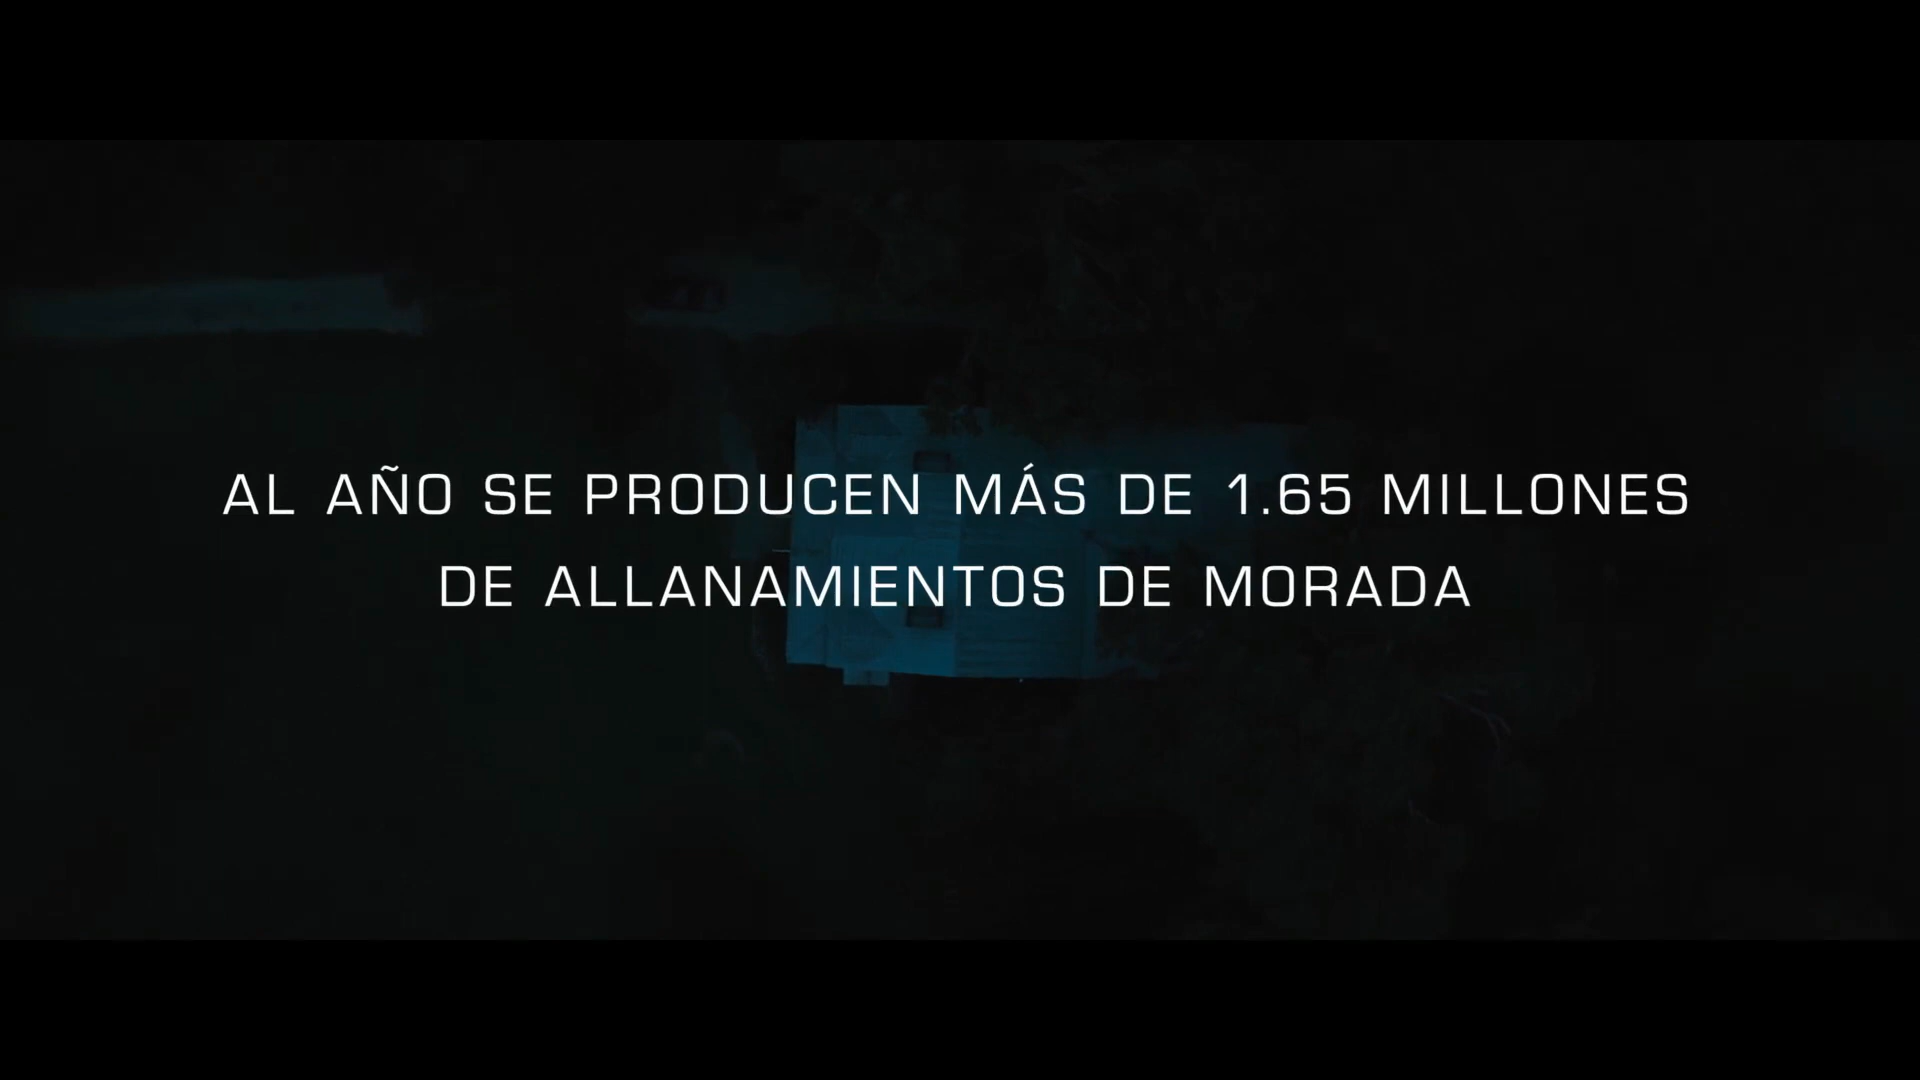 AL AÑO SE PRODUCEN MÁS DE 1.65 MILLONES
DE ALLANAMIENTOS DE MORADA